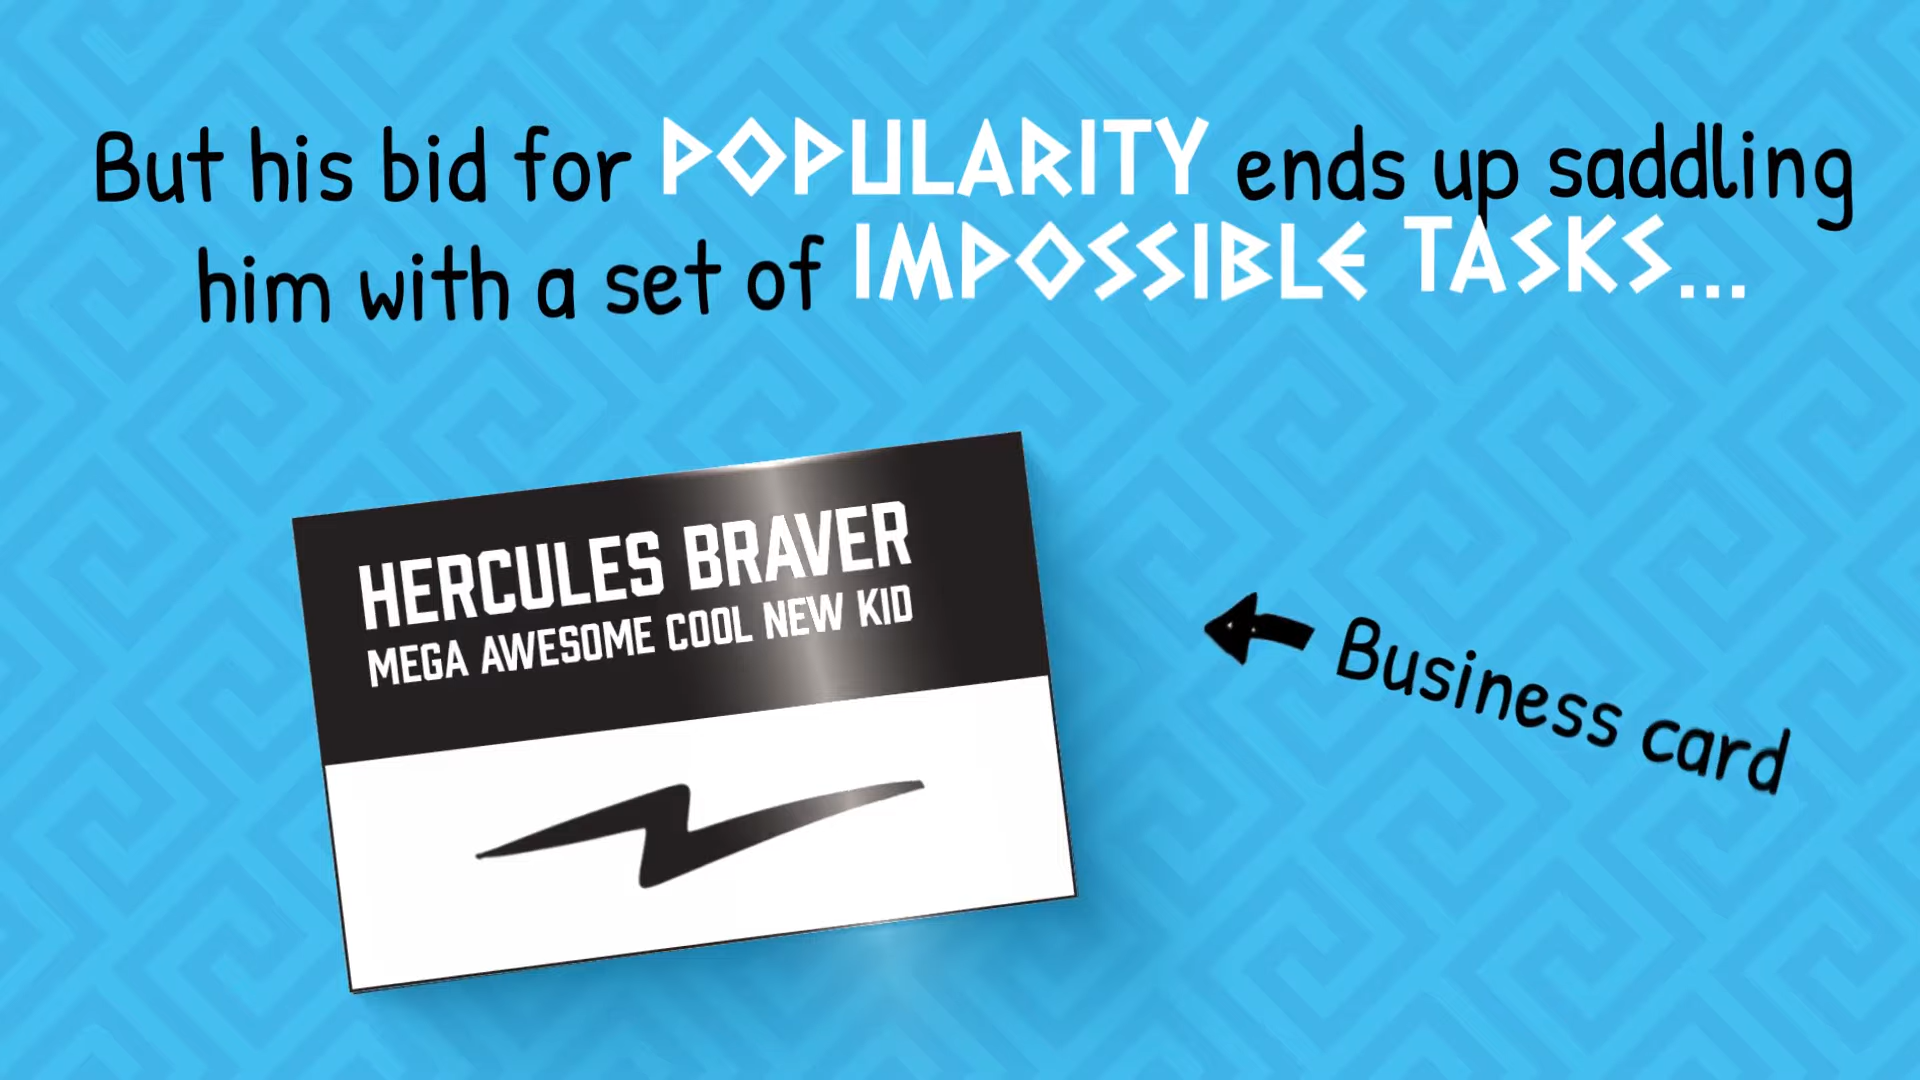 But his bid for POPULARITY ends up saddling
him with a set of IMPOSSIBLE TASKS...
HERCULES BRAVER
MEGA AWESOME COOL NEW KID
Business card